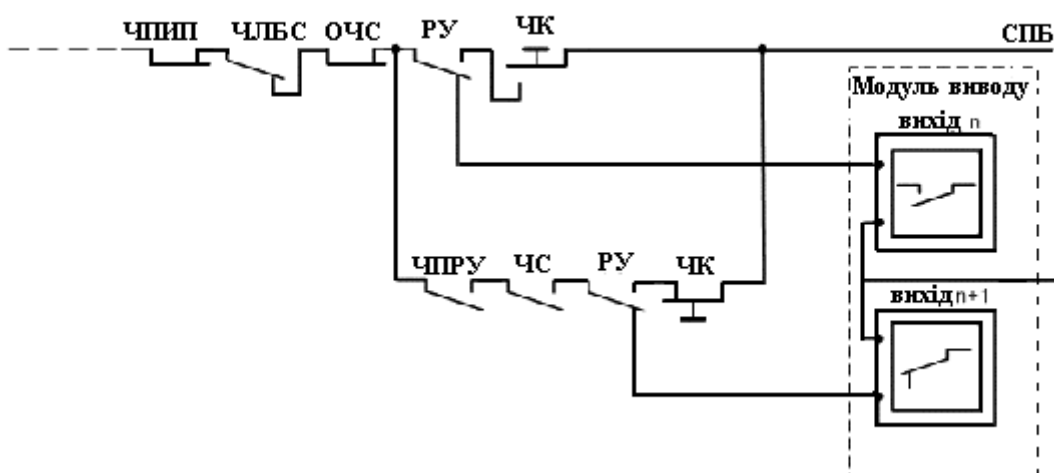 ЧПИП ЧЛБС ОЧС РУ ЧК СПБ
Модуль виводу
вихід n
ЧПРУ ЧС РУ ЧК
вихід n+1